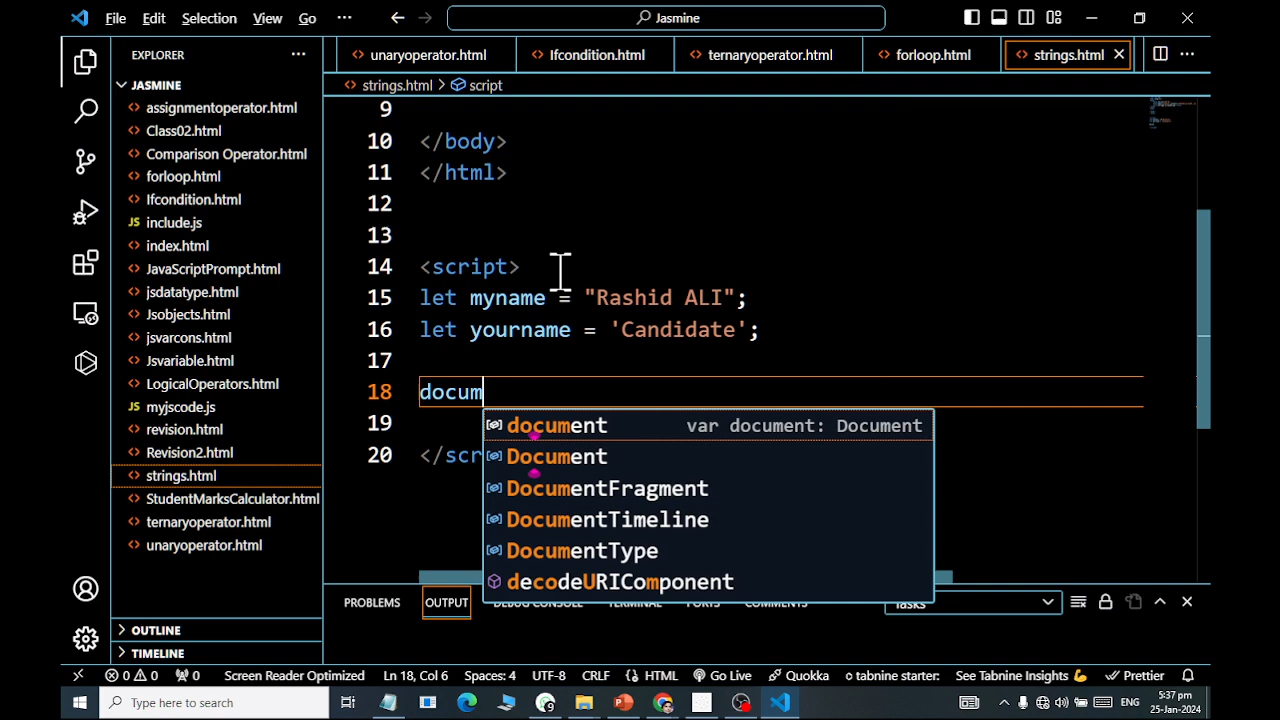 File Edit Selection View Go ··· Jasmine
EXPLORER ···
unaryoperator.html Ifcondition.html ternaryoperator.html forloop.html strings.html ···
JASMINE
strings.html > script
assignmentoperator.html
Class02.html
Comparison Operator.html
forloop.html
Ifcondition.html
JS include.js
index.html
JavaScriptPrompt.html
jsdatatype.html
Jsobjects.html
jsvarcons.html
Jsvariable.html
LogicalOperators.html
JS myjscode.js
revision.html
Revision2.html
strings.html
StudentMarksCalculator.html
ternaryoperator.html
unaryoperator.html
OUTLINE
TIMELINE
9
10 </body>
11 </html>
12
13
14 <script>
15 let myname = "Rashid ALI";
16 let yourname = 'Candidate';
17
18 docum
19
20 </scr
document var document: Document
Document
DocumentFragment
DocumentTimeline
DocumentType
decodeURIComponent
PROBLEMS OUTPUT DEBUG CONSOLE TERMINAL PORTS COMMENTS Tasks
0 0 0 Screen Reader Optimized Ln 18, Col 6 Spaces: 4 UTF-8 CRLF HTML Go Live Quokka tabnine starter: See Tabnine Insights Prettier
Type here to search
ENG
5:37 pm
25-Jan-2024